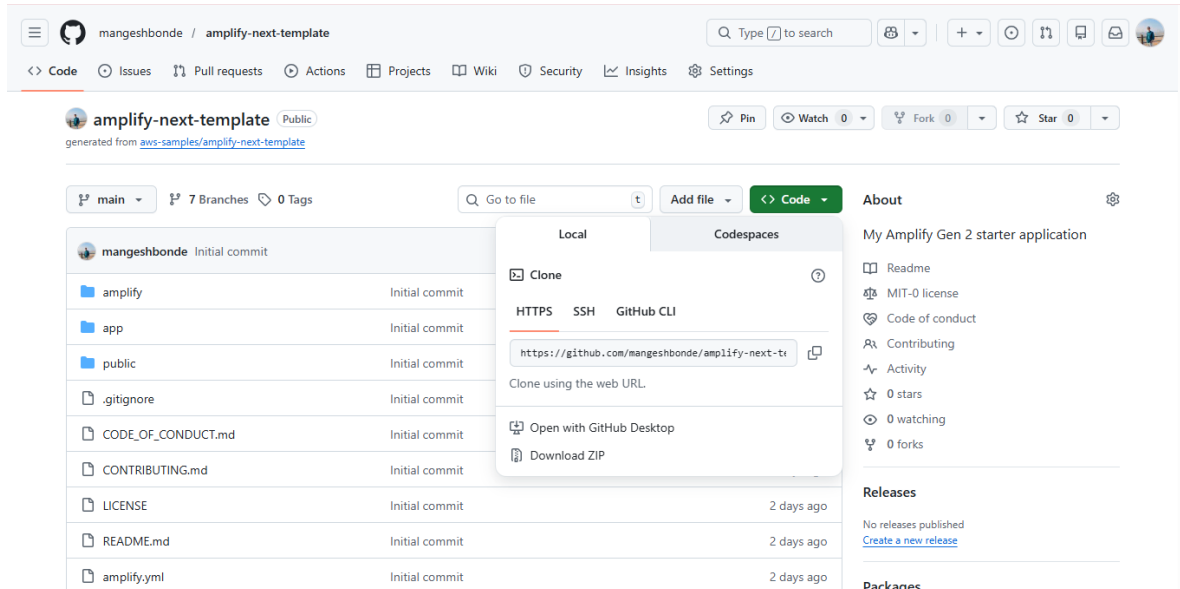 mangeshbonde / amplify-next-template
Type / to search
Code Issues Pull requests Actions Projects Wiki Security Insights Settings
amplify-next-template Public
Pin Watch 0 Fork 0 Star 0
generated from aws-samples/amplify-next-template
main 7 Branches 0 Tags Go to file t Add file Code
mangeshbonde Initial commit
amplify Initial commit
app Initial commit
public Initial commit
.gitignore Initial commit
CODE_OF_CONDUCT.md Initial commit
CONTRIBUTING.md Initial commit
LICENSE Initial commit 2 days ago
README.md Initial commit 2 days ago
amplify.yml Initial commit 2 days ago
Local Codespaces
Clone
HTTPS SSH GitHub CLI
https://github.com/mangeshbonde/amplify-next-te
Clone using the web URL.
Open with GitHub Desktop
Download ZIP
About
My Amplify Gen 2 starter application
Readme
MIT-0 license
Code of conduct
Contributing
Activity
0 stars
0 watching
0 forks
Releases
No releases published
Create a new release
Packages